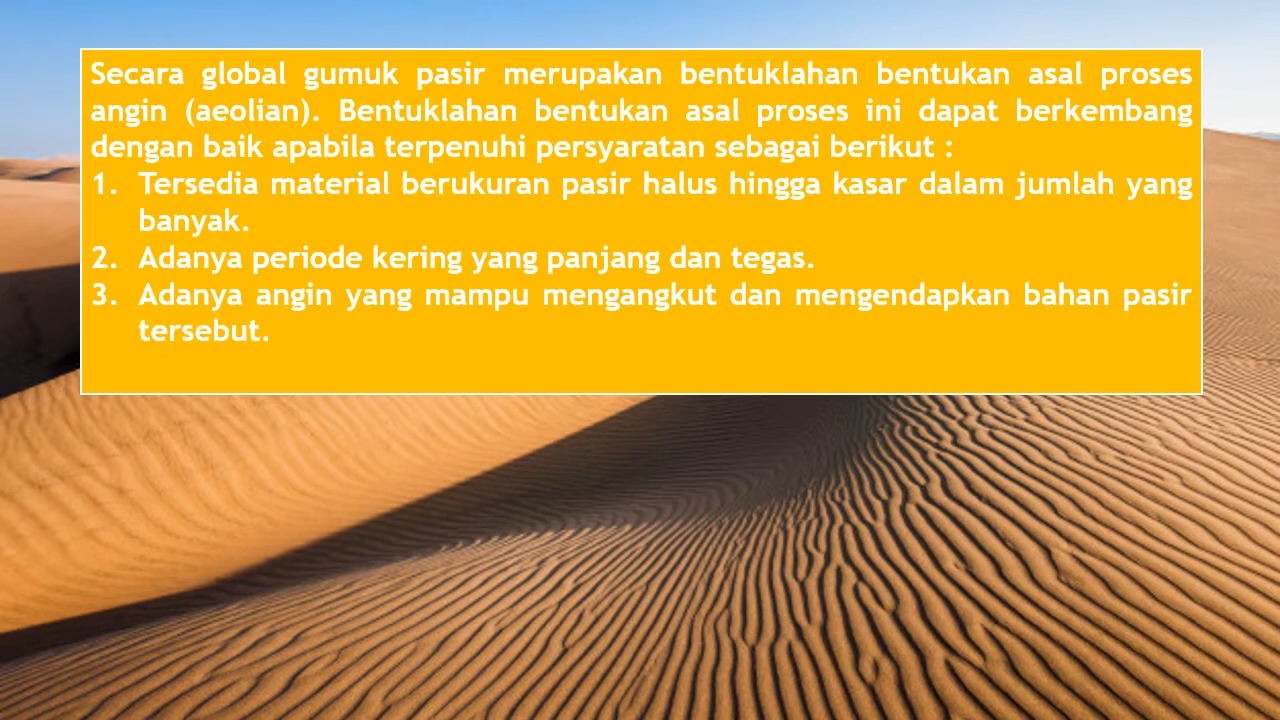 Secara global gumuk pasir merupakan bentuklahan bentukan asal proses
angin (aeolian). Bentuklahan bentukan asal proses ini dapat berkembang
dengan baik apabila terpenuhi persyaratan sebagai berikut :
1. Tersedia material berukuran pasir halus hingga kasar dalam jumlah yang
banyak.
2. Adanya periode kering yang panjang dan tegas.
3. Adanya angin yang mampu mengangkut dan mengendapkan bahan pasir
tersebut.